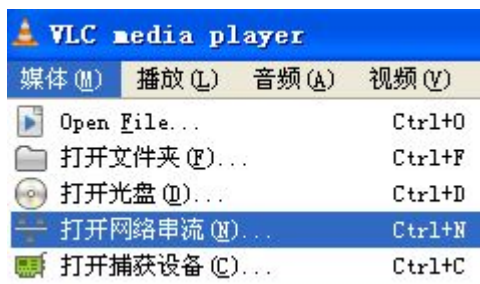 VLC media player
媒体(M) 播放(L) 音频(A) 视频(V)
Open File... Ctrl+O
打开文件夹(F)... Ctrl+F
打开光盘(D)... Ctrl+D
打开网络串流(N)... Ctrl+N
打开捕获设备(C)... Ctrl+C